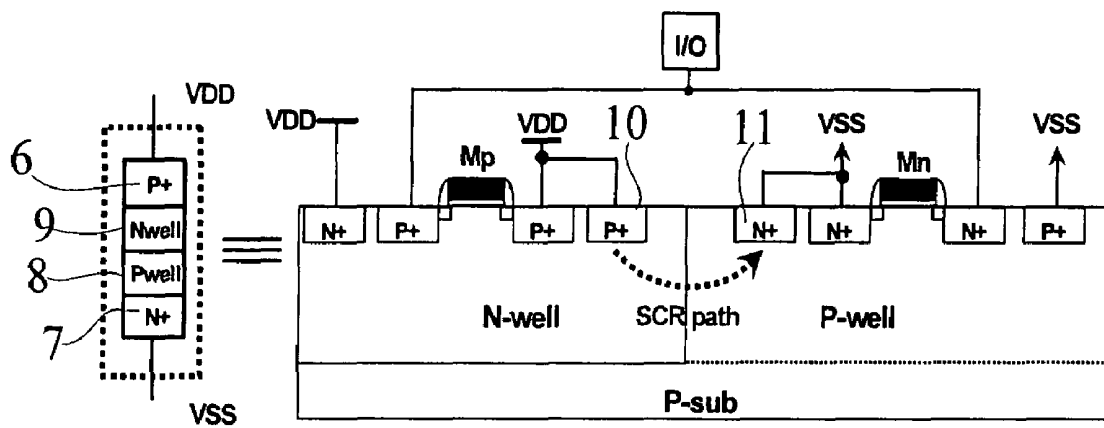 I/O
VDD
VDD
VDD
10
11
VSS
VSS
Mp
Mn
6
P+
9
Nwell
8
Pwell
7
N+
VSS
N+
P+
P+
P+
N+
N+
N+
P+
N-well
SCR path
P-well
P-sub